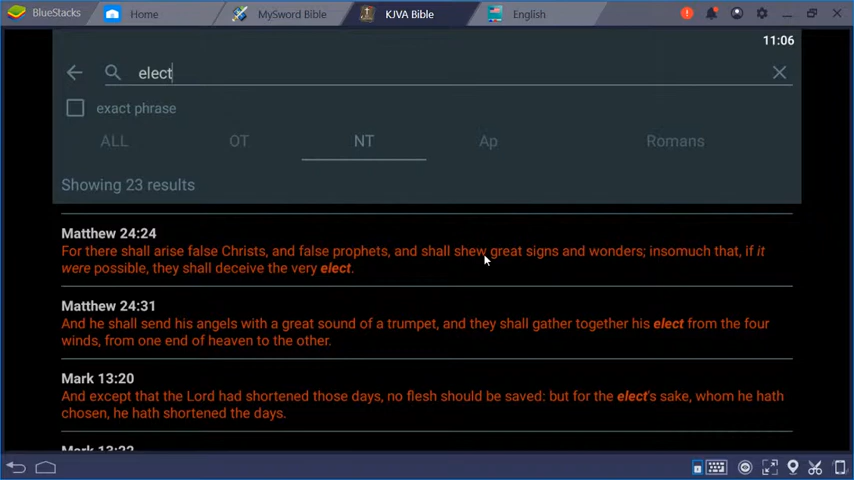 BlueStacks Home MySword Bible KJVA Bible English
11:06
elect
exact phrase
ALL OT NT Ap Romans
Showing 23 results
Matthew 24:24
For there shall arise false Christs, and false prophets, and shall shew great signs and wonders; insomuch that, if it
were possible, they shall deceive the very elect.
Matthew 24:31
And he shall send his angels with a great sound of a trumpet, and they shall gather together his elect from the four
winds, from one end of heaven to the other.
Mark 13:20
And except that the Lord had shortened those days, no flesh should be saved: but for the elect's sake, whom he hath
chosen, he hath shortened the days.
Mark 13:22